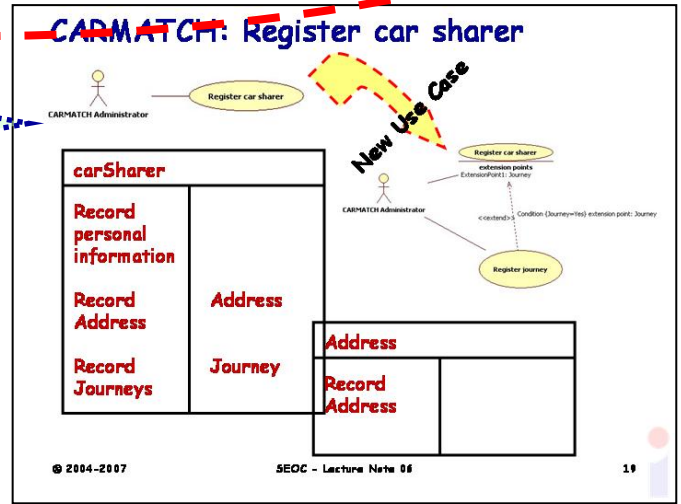 CARMATCH: Register car sharer
Register car sharer
CARMATCH Administrator
New Use Case
Register car sharer
extension points
ExtensionPoint1: Journey
CARMATCH Administrator
<<extend>>
Condition {Journey=Yes} extension point: Journey
Register journey
carSharer
Record
personal
information
Record
Address
Address
Record
Journeys
Journey
Address
Record
Address
© 2004-2007
SEOC - Lecture Note 06
19